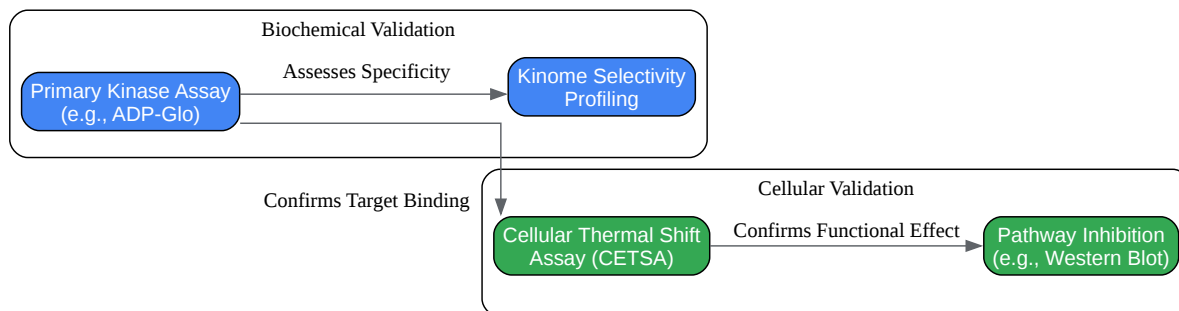 Biochemical Validation
Assesses Specificity
Primary Kinase Assay
(e.g., ADP-Glo)
Kinome Selectivity
Profiling
Confirms Target Binding
Cellular Validation
Cellular Thermal Shift
Assay (CETSA)
Confirms Functional Effect
Pathway Inhibition
(e.g., Western Blot)